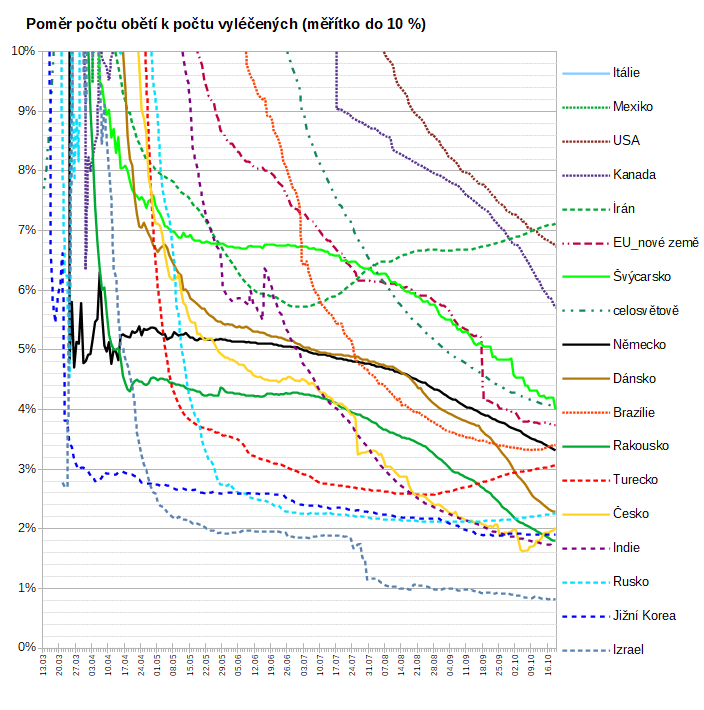 Poměr počtu obětí k počtu vyléčených (měřítko do 10 %)
10%
9%
8%
7%
6%
5%
4%
3%
2%
1%
0%
13.03
20.03
27.03
03.04
10.04
17.04
24.04
01.05
08.05
15.05
22.05
29.05
05.06
12.06
19.06
26.06
03.07
10.07
17.07
24.07
31.07
07.08
14.08
21.08
28.08
04.09
11.09
18.09
25.09
02.10
09.10
16.10
Itálie
Mexiko
USA
Kanada
Írán
EU_nové země
Švýcarsko
celosvětově
Německo
Dánsko
Brazílie
Rakousko
Turecko
Česko
Indie
Rusko
Jižní Korea
Izrael